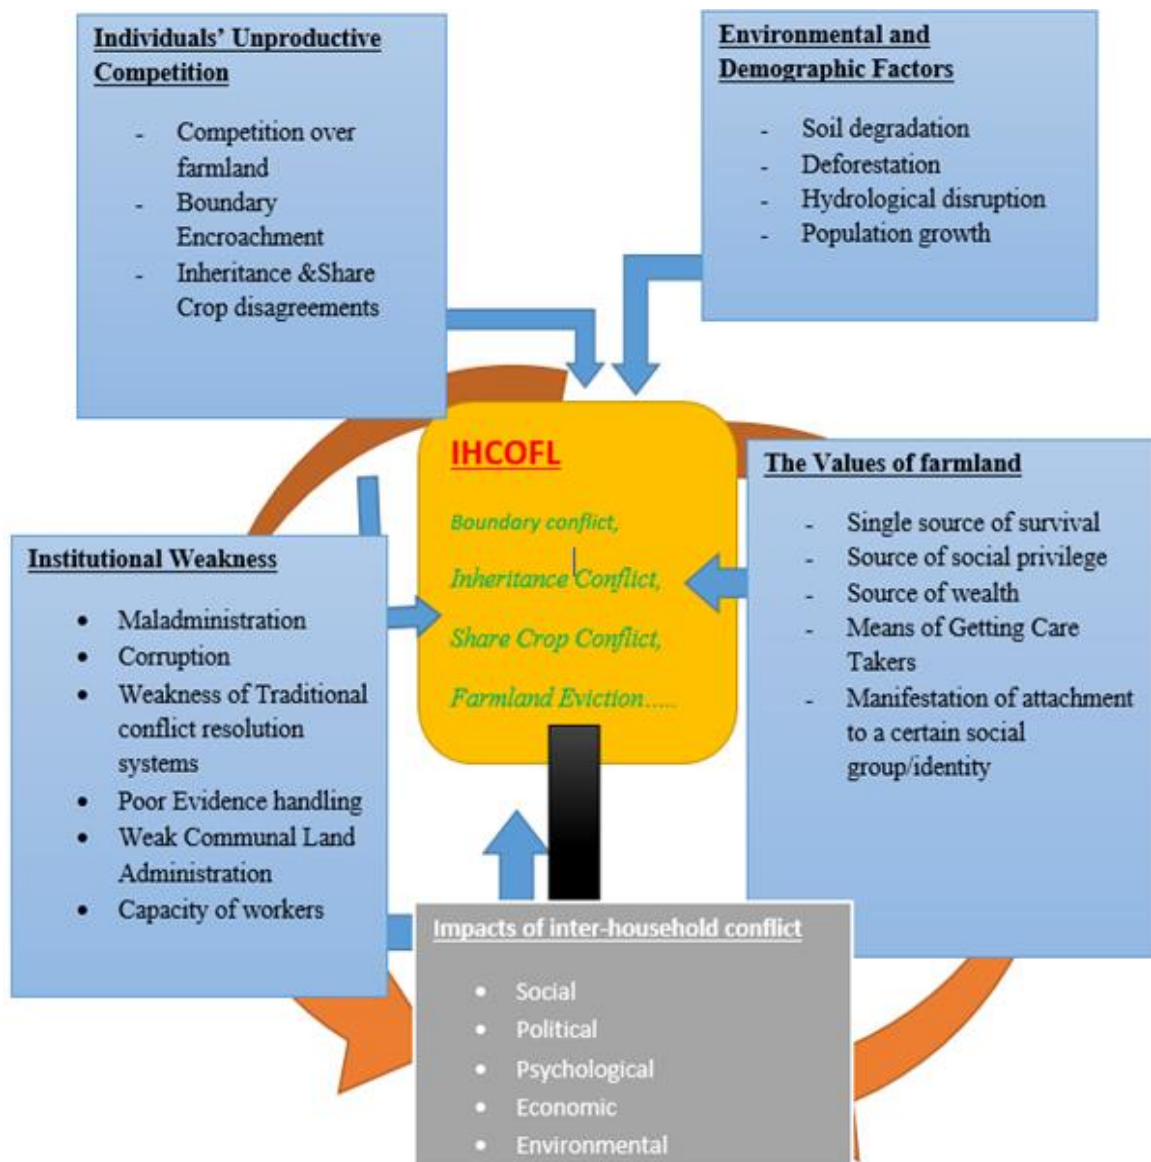 Individuals' Unproductive
Competition
- Competition over
farmland
- Boundary
Encroachment
- Inheritance &Share
Crop disagreements
Environmental and
Demographic Factors
- Soil degradation
- Deforestation
- Hydrological disruption
- Population growth
IHCOFL
Boundary conflict,
Inheritance Conflict,
Share Crop Conflict,
Farmland Eviction.....
The Values of farmland
- Single source of survival
- Source of social privilege
- Source of wealth
- Means of Getting Care
Takers
- Manifestation of attachment
to a certain social
group/identity
Institutional Weakness
• Maladministration
• Corruption
• Weakness of Traditional
conflict resolution
systems
• Poor Evidence handling
• Weak Communal Land
Administration
• Capacity of workers
Impacts of inter-household conflict
• Social
• Political
• Psychological
• Economic
• Environmental